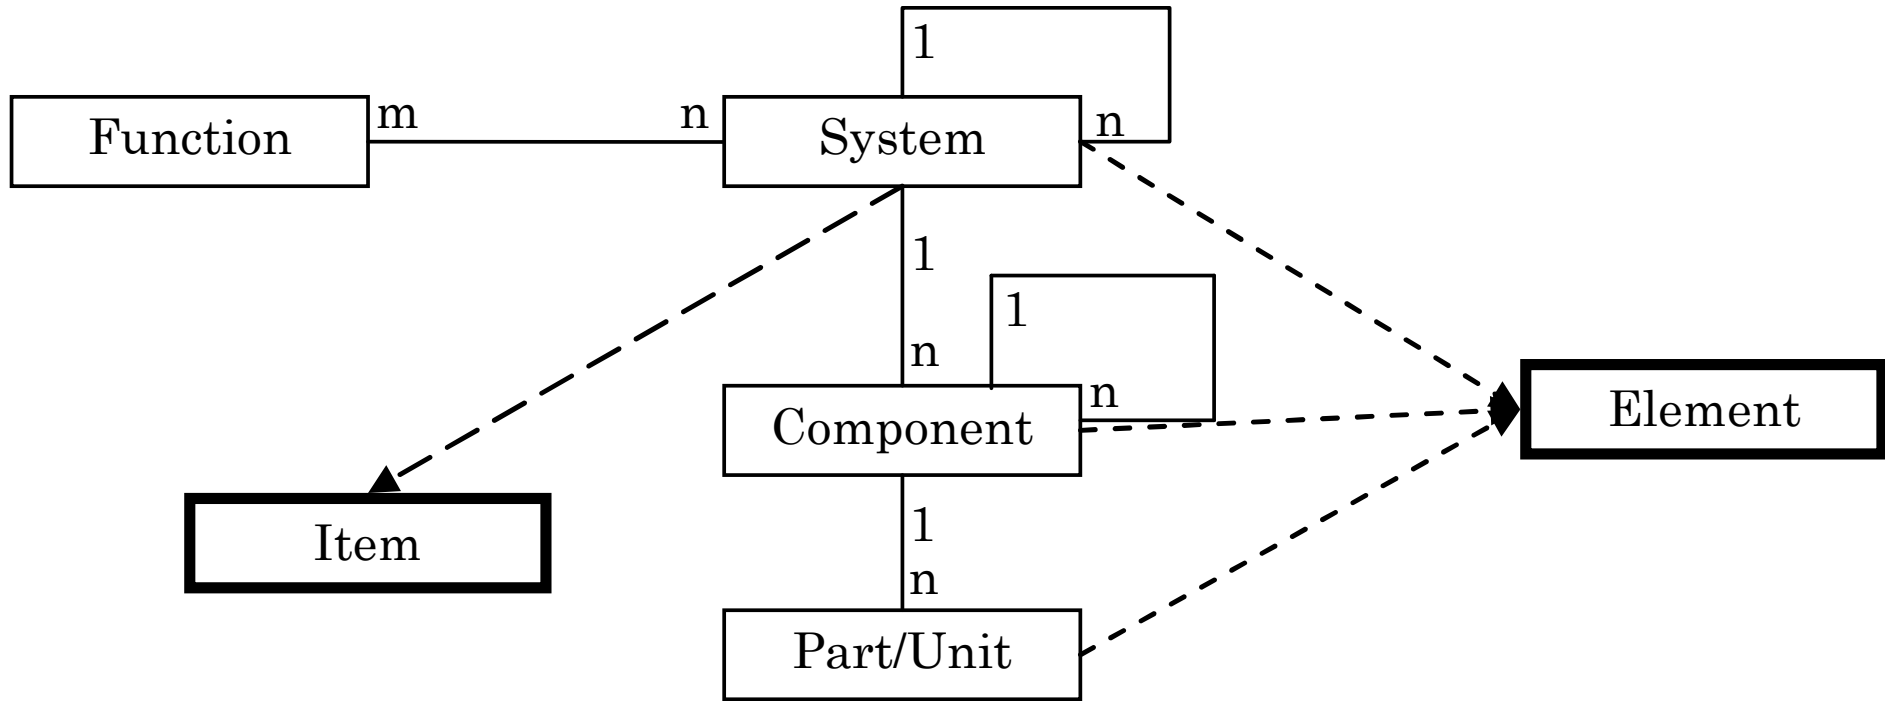 1
Function
m
n
System
n
1
1
n
n
Component
Element
Item
1
n
Part/Unit